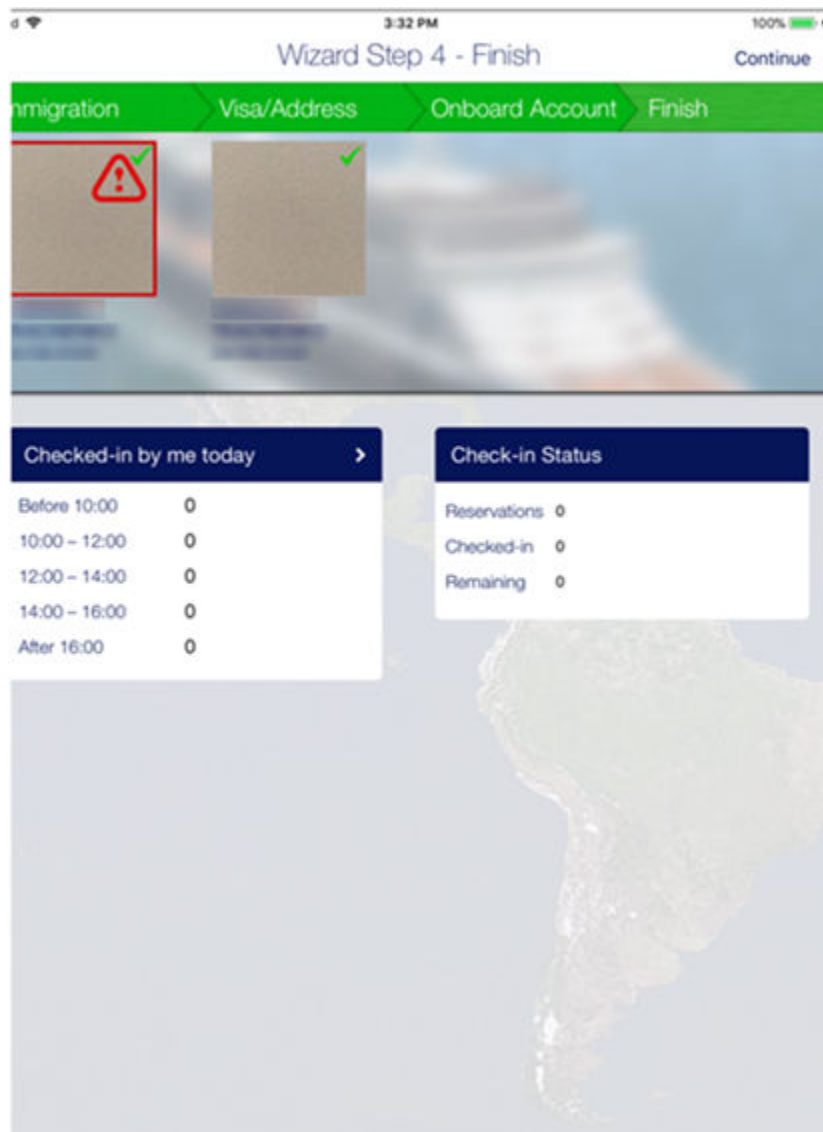 d 3:32 PM 100%
Wizard Step 4 - Finish Continue
nmigration Visa/Address Onboard Account Finish
Checked-in by me today
Before 10:00 0
10:00 – 12:00 0
12:00 – 14:00 0
14:00 – 16:00 0
After 16:00 0
Check-in Status
Reservations 0
Checked-in 0
Remaining 0